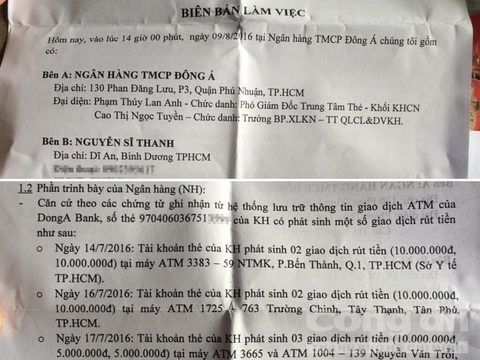 BIÊN BẢN LÀM VIỆC
Hôm nay, vào lúc 14 giờ 00 phút, ngày 09/8/2016 tại Ngân hàng TMCP Đông Á chúng tôi gồm
có:
Bên A: NGÂN HÀNG TMCP ĐÔNG Á
Địa chỉ: 130 Phan Đăng Lưu, P3, Quận Phú Nhuận, TP.HCM
Đại diện: Phạm Thúy Lan Anh - Chức danh: Phó Giám Đốc Trung Tâm Thẻ - Khối KHCN
Cao Thị Ngọc Tuyền – Chức danh: Trưởng BP.XLKN – TT QLCL&DVKH.
Bên B: NGUYỄN SĨ THANH
Địa chỉ: Dĩ An, Bình Dương TPHCM
1.2 Phần trình bày của Ngân hàng (NH):
- Căn cứ theo các chứng từ ghi nhận từ hệ thống lưu trữ thông tin giao dịch ATM của
DongA Bank, số thẻ 970406036751 của KH có phát sinh một số giao dịch rút tiền
như sau:
o Ngày 14/7/2016: Tài khoản thẻ của KH phát sinh 02 giao dịch rút tiền (10.000.000đ,
10.000.000đ) tại máy ATM 3383 – 59 NTMK, P.Bến Thành, Q.1, TP.HCM (Sở Y tế
TP.HCM).
o Ngày 16/7/2016: Tài khoản thẻ của KH phát sinh 02 giao dịch rút tiền (10.000.000đ,
10.000.000đ) tại máy ATM 1725 – 763 Trường Chinh, Tây Thạnh, Tân Phú,
TP.HCM.
o Ngày 17/7/2016: Tài khoản thẻ của KH phát sinh 03 giao dịch rút tiền (10.000.000đ,
5.000.000đ, 5.000.000đ) tại máy ATM 3665 và ATM 1004 – 139 Nguyễn Văn Trỗi,